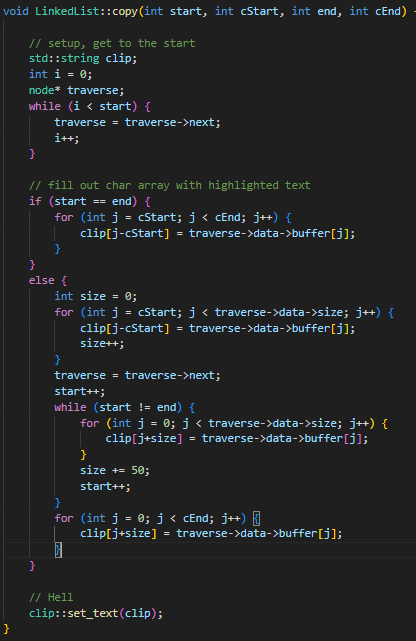 void LinkedList::copy(int start, int cStart, int end, int cEnd) {
// setup, get to the start
std::string clip;
int i = 0;
node* traverse;
while (i < start) {
traverse = traverse->next;
i++;
}
// fill out char array with highlighted text
if (start == end) {
for (int j = cStart; j < cEnd; j++) {
clip[j-cStart] = traverse->data->buffer[j];
}
}
else {
int size = 0;
for (int j = cStart; j < traverse->data->size; j++) {
clip[j-cStart] = traverse->data->buffer[j];
size++;
}
traverse = traverse->next;
start++;
while (start != end) {
for (int j = 0; j < traverse->data->size; j++) {
clip[j+size] = traverse->data->buffer[j];
}
size += 50;
start++;
}
for (int j = 0; j < cEnd; j++) {
clip[j+size] = traverse->data->buffer[j];
}
}
// Hell
clip::set_text(clip);
}